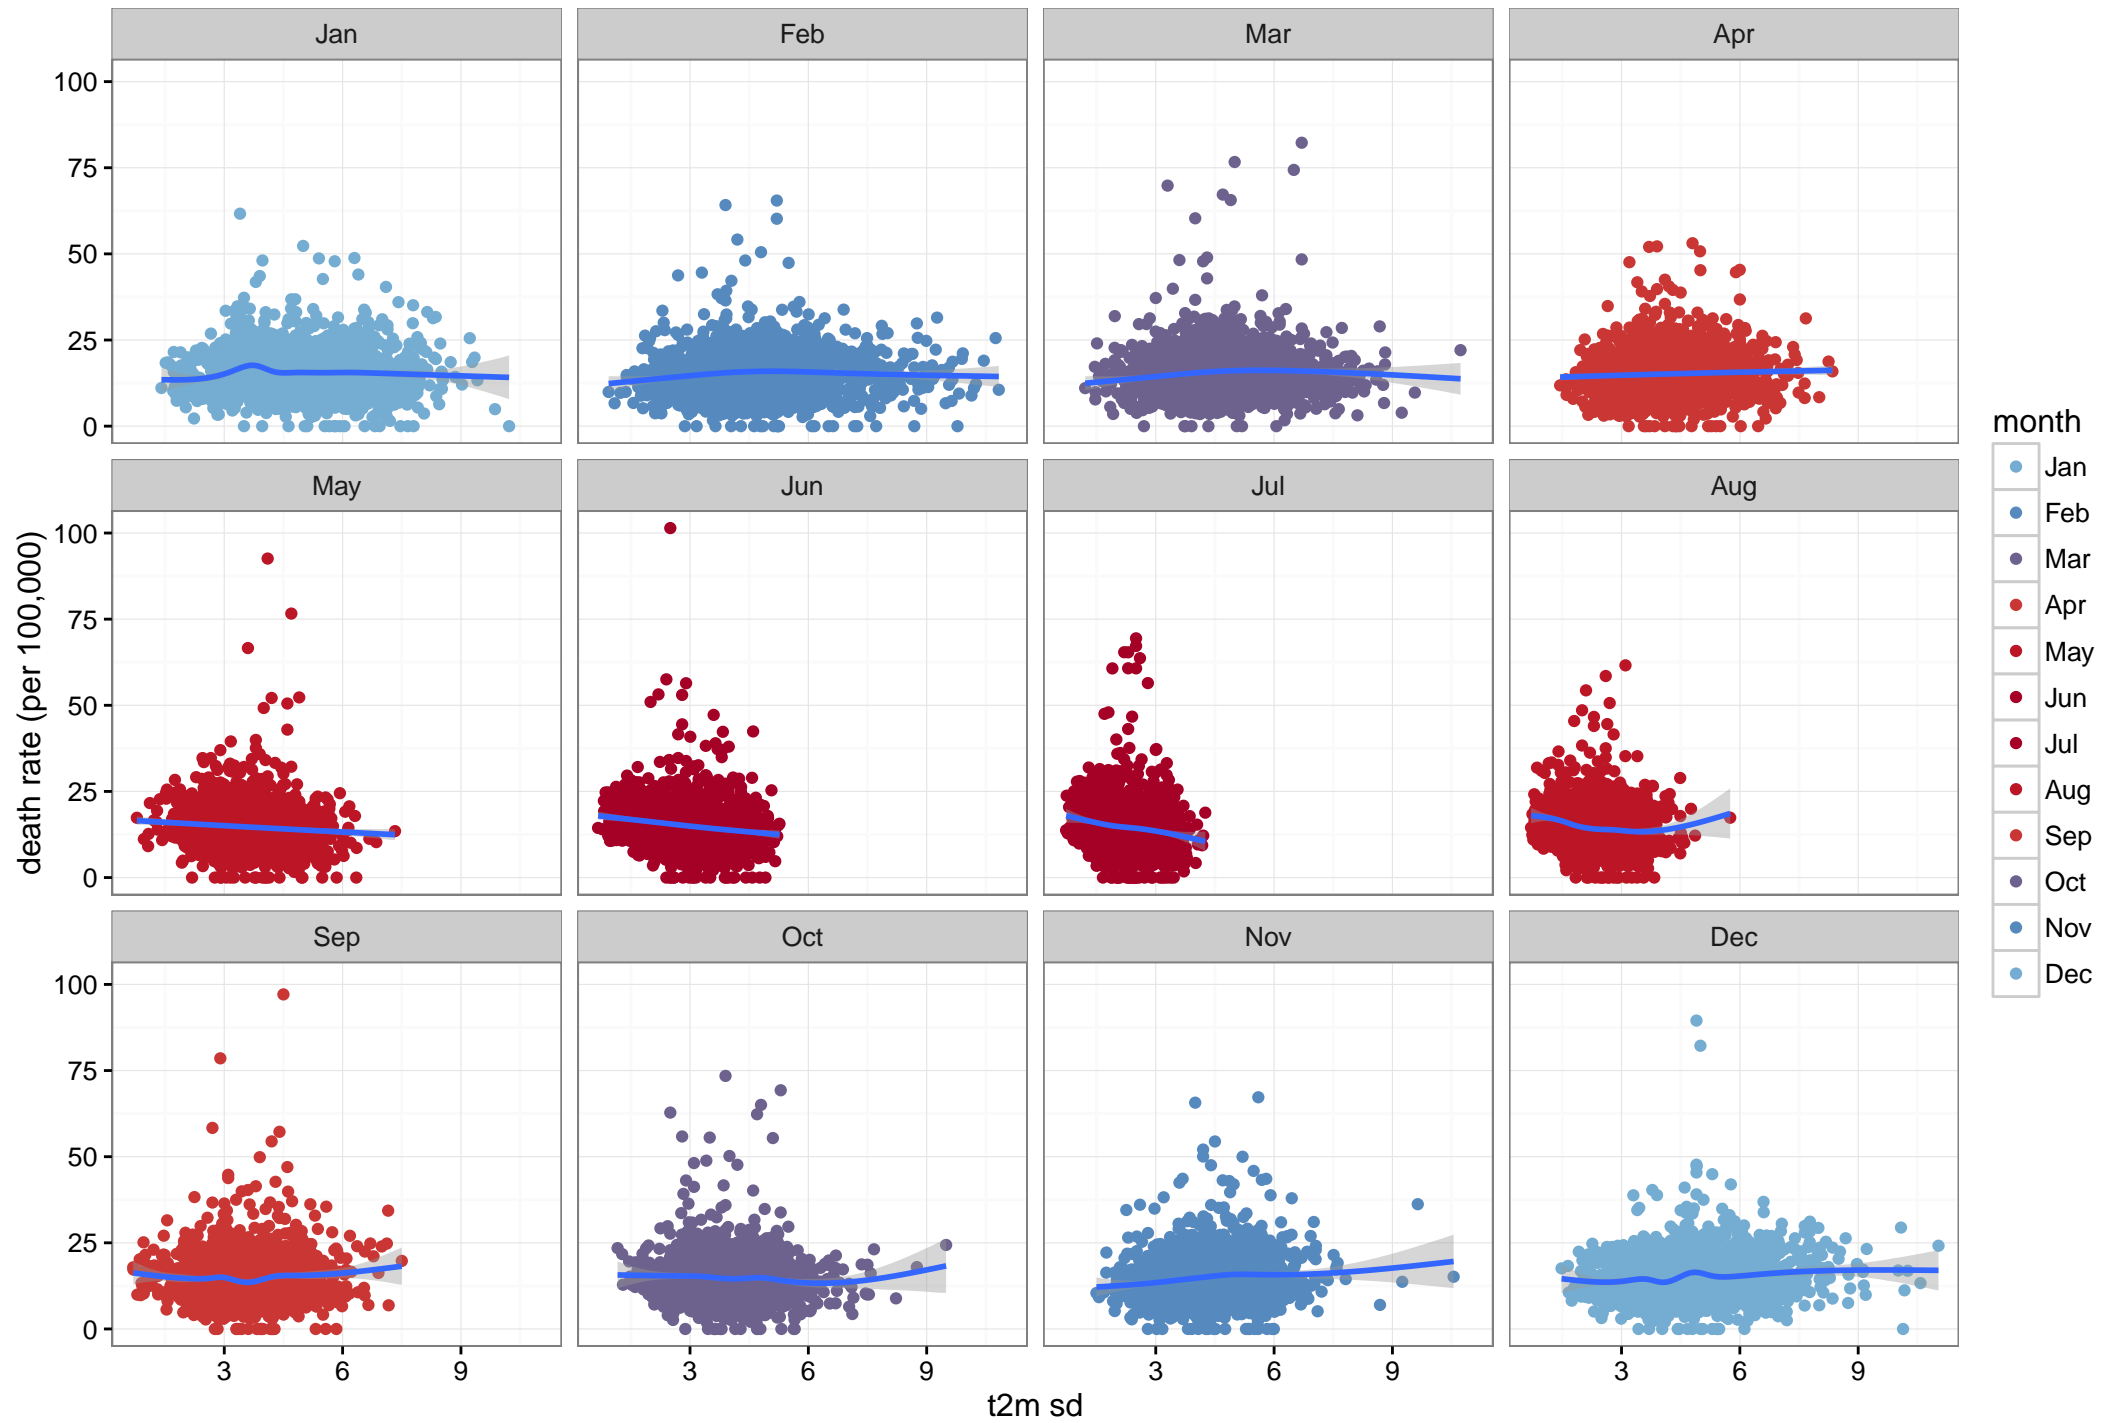 Jan Feb Mar Apr
100
75
50
25
0
May Jun Jul Aug
100
75
50
25
0
Sep Oct Nov Dec
100
75
50
25
0
3 6 9 3 6 9 3 6 9 3 6 9
t2m sd
death rate (per 100,000)
month
Jan
Feb
Mar
Apr
May
Jun
Jul
Aug
Sep
Oct
Nov
Dec